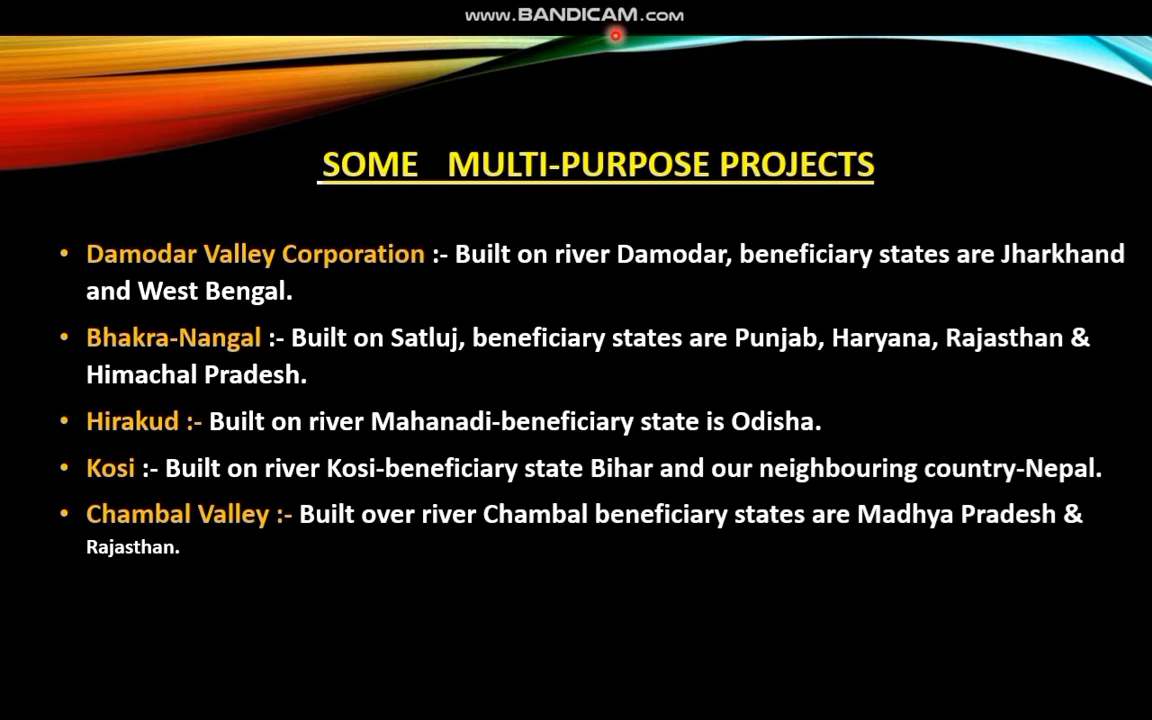 www.BANDICAM.com
SOME MULTI-PURPOSE PROJECTS
• Damodar Valley Corporation :- Built on river Damodar, beneficiary states are Jharkhand
and West Bengal.
• Bhakra-Nangal :- Built on Satluj, beneficiary states are Punjab, Haryana, Rajasthan &
Himachal Pradesh.
• Hirakud :- Built on river Mahanadi-beneficiary state is Odisha.
• Kosi :- Built on river Kosi-beneficiary state Bihar and our neighbouring country-Nepal.
• Chambal Valley :- Built over river Chambal beneficiary states are Madhya Pradesh &
Rajasthan.